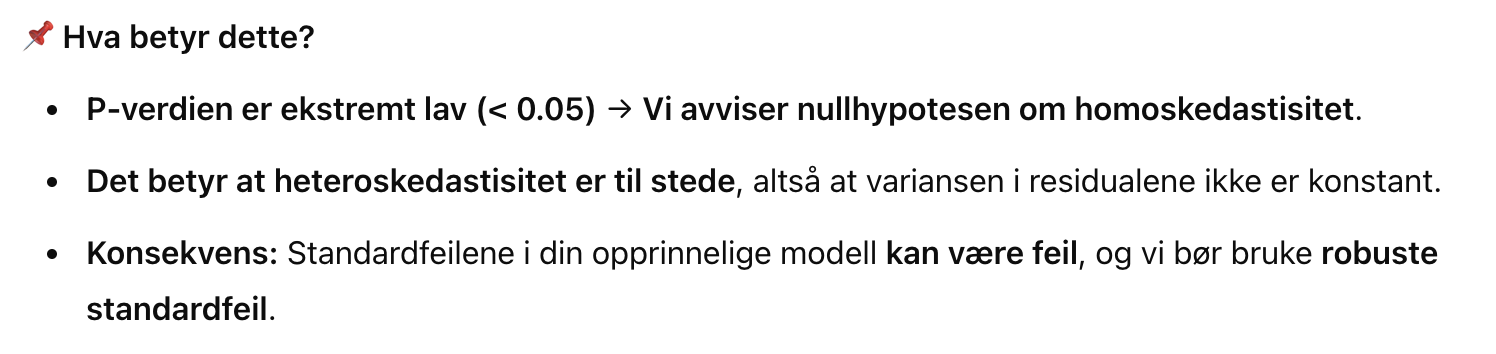 📌 Hva betyr dette?
• P-verdien er ekstremt lav (< 0.05) → Vi avviser nullhypotesen om homoskedastisitet.
• Det betyr at heteroskedastisitet er til stede, altså at variansen i residualene ikke er konstant.
• Konsekvens: Standardfeilene i din opprinnelige modell kan være feil, og vi bør bruke robuste
standardfeil.